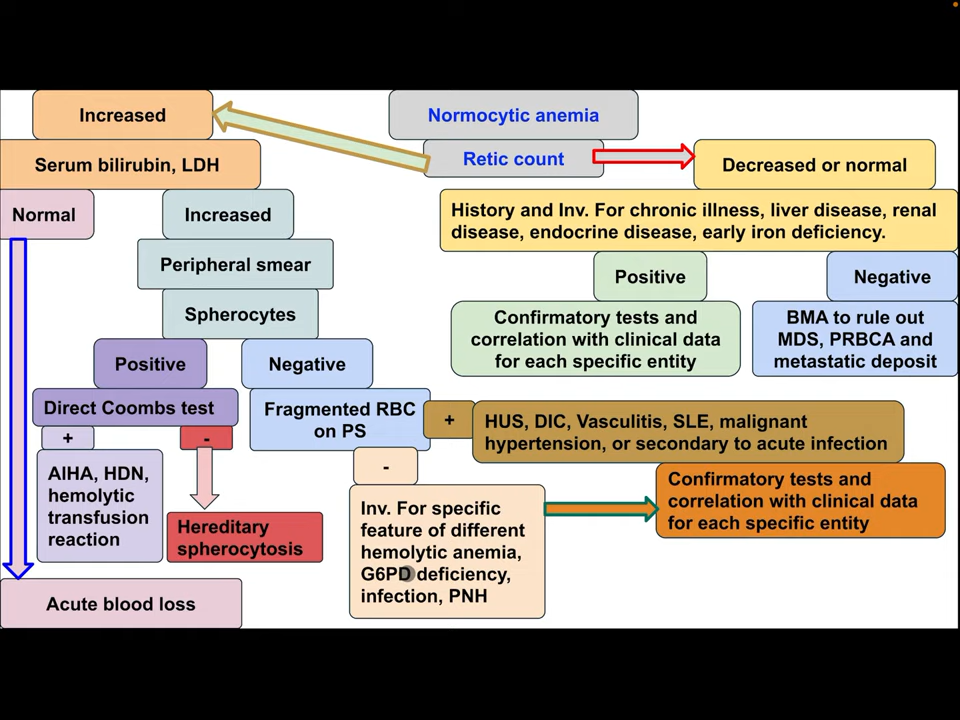 Normocytic anemia
Retic count
Increased
Serum bilirubin, LDH
Normal
Acute blood loss
Increased
Peripheral smear
Spherocytes
Positive
Direct Coombs test
+
AIHA, HDN,
hemolytic
transfusion
reaction
-
Hereditary
spherocytosis
Negative
Fragmented RBC
on PS
+
HUS, DIC, Vasculitis, SLE, malignant
hypertension, or secondary to acute infection
-
Inv. For specific
feature of different
hemolytic anemia,
G6PD deficiency,
infection, PNH
Confirmatory tests and
correlation with clinical data
for each specific entity
Decreased or normal
History and Inv. For chronic illness, liver disease, renal
disease, endocrine disease, early iron deficiency.
Positive
Confirmatory tests and
correlation with clinical data
for each specific entity
Negative
BMA to rule out
MDS, PRBCA and
metastatic deposit